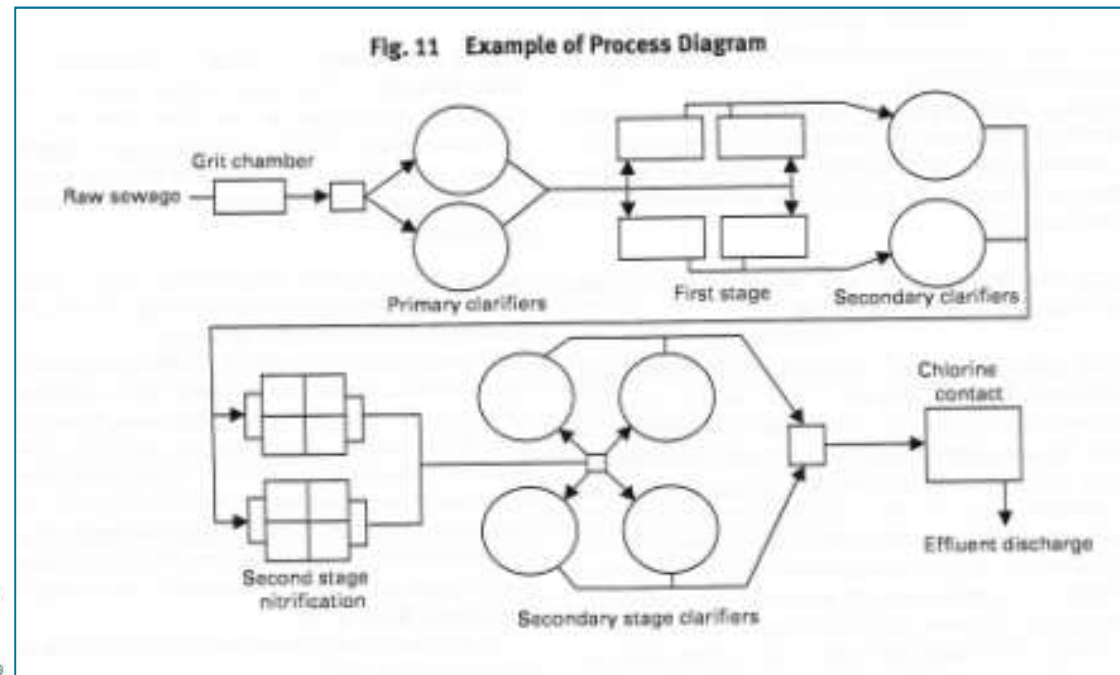 Fig. 11 Example of Process Diagram
Grit chamber
Raw sewage
Primary clarifiers
First stage
Secondary clarifiers
Chlorine
contact
Effluent discharge
Second stage
nitrification
Secondary stage clarifiers